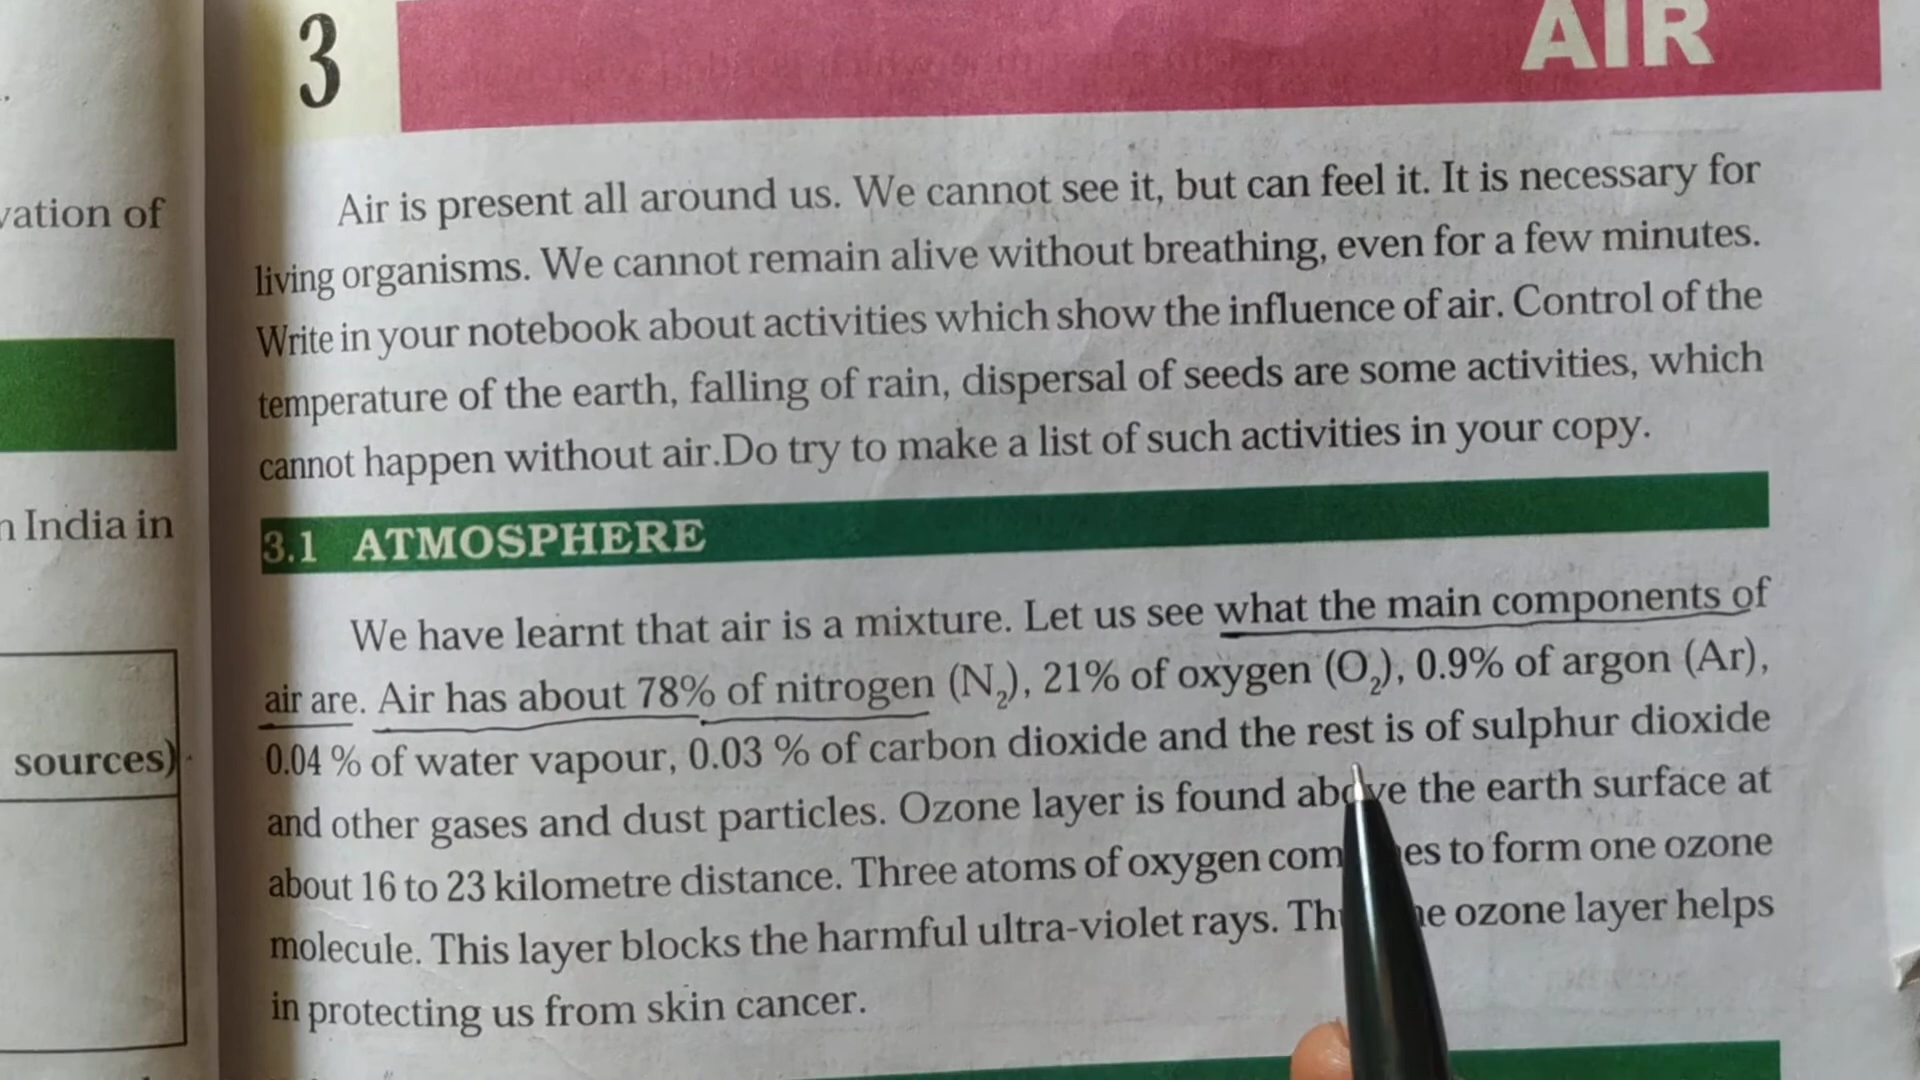 vation of
n India in
sources)
3
AIR
Air is present all around us. We cannot see it, but can feel it. It is necessary for
living organisms. We cannot remain alive without breathing, even for a few minutes.
Write in your notebook about activities which show the influence of air. Control of the
temperature of the earth, falling of rain, dispersal of seeds are some activities, which
cannot happen without air.Do try to make a list of such activities in your copy.
3.1 ATMOSPHERE
We have learnt that air is a mixture. Let us see what the main components of
air are. Air has about 78% of nitrogen (N₂), 21% of oxygen (O₂), 0.9% of argon (Ar),
0.04 % of water vapour, 0.03 % of carbon dioxide and the rest is of sulphur dioxide
and other gases and dust particles. Ozone layer is found above the earth surface at
about 16 to 23 kilometre distance. Three atoms of oxygen com es to form one ozone
molecule. This layer blocks the harmful ultra-violet rays. Th e ozone layer helps
in protecting us from skin cancer.